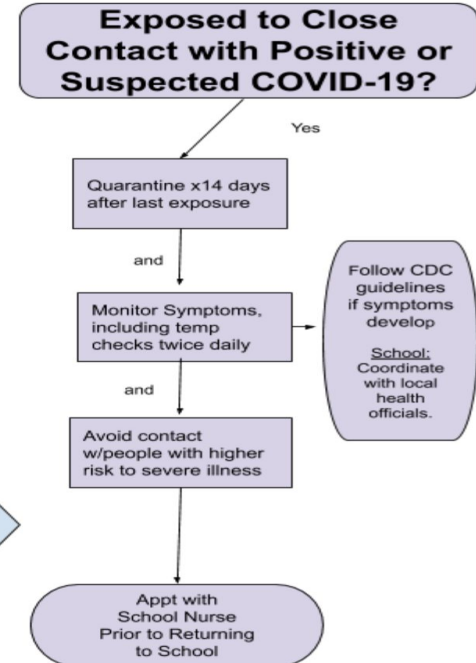 Exposed to Close
Contact with Positive or
Suspected COVID-19?
Yes
Quarantine x14 days
after last exposure
and
Monitor Symptoms,
including temp
checks twice daily
Follow CDC
guidelines
if symptoms
develop
School:
Coordinate
with local
health
officials.
and
Avoid contact
w/people with higher
risk to severe illness
Appt with
School Nurse
Prior to Returning
to School